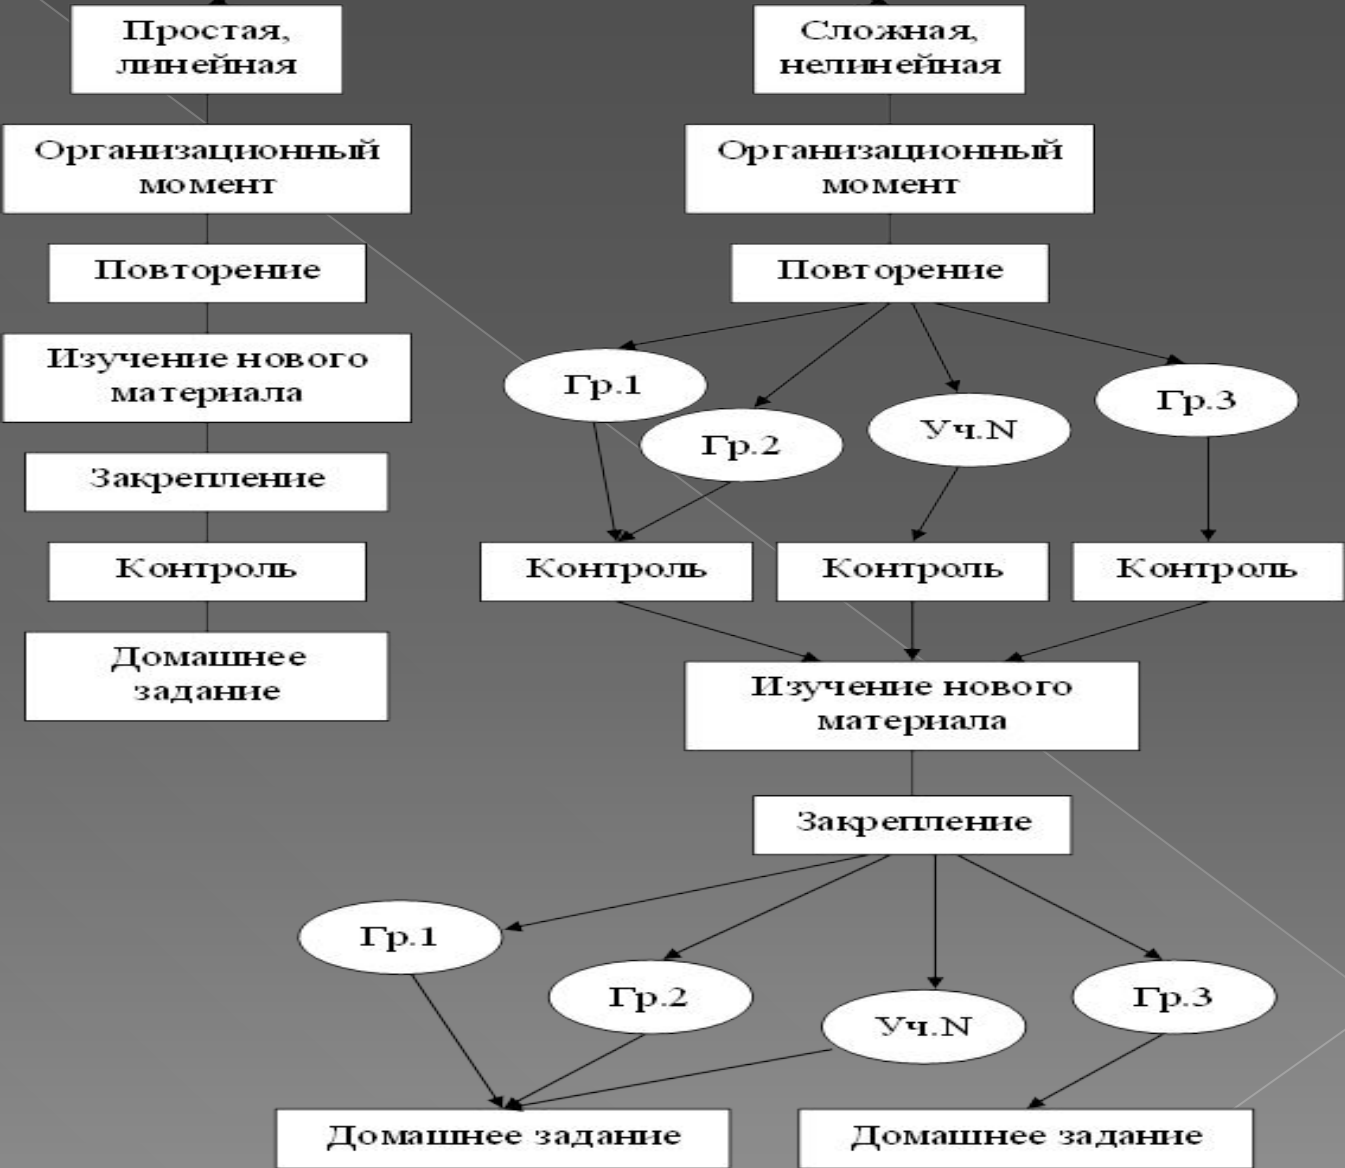 Простая,
линейная
Организационный
момент
Повторение
Изучение нового
материала
Закрепление
Контроль
Домашнее
задание
Сложная,
нелинейная
Организационный
момент
Повторение
Гр.1
Гр.2
Уч.N
Гр.3
Контроль
Контроль
Контроль
Изучение нового
материала
Закрепление
Гр.1
Гр.2
Уч.N
Гр.3
Домашнее задание
Домашнее задание